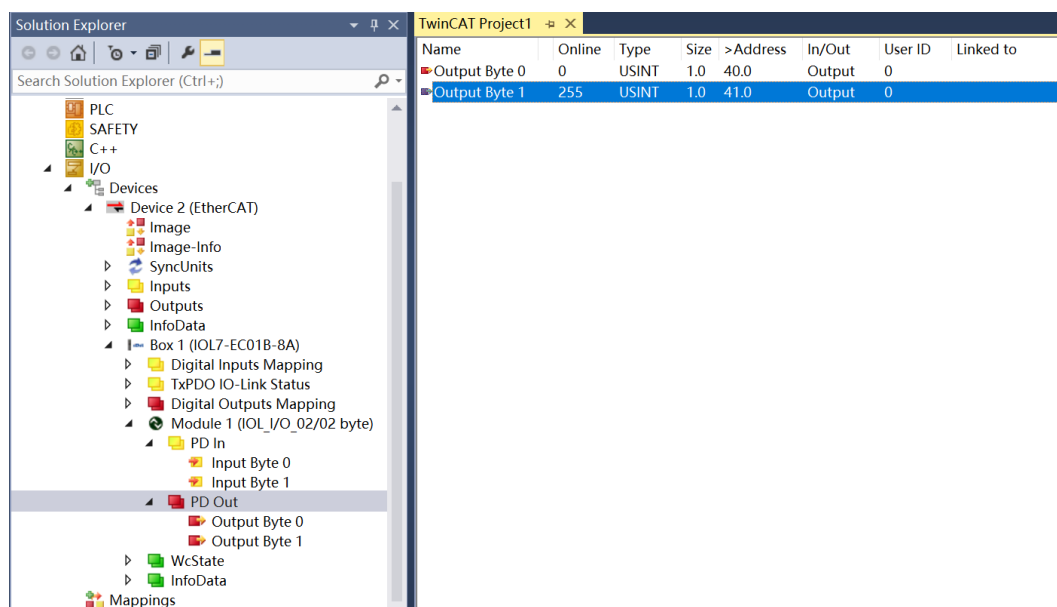 Solution Explorer
Search Solution Explorer (Ctrl+;)
PLC
SAFETY
C++
I/O
Devices
Device 2 (EtherCAT)
Image
Image-Info
SyncUnits
Inputs
Outputs
InfoData
Box 1 (IOL7-EC01B-8A)
Digital Inputs Mapping
TxPDO IO-Link Status
Digital Outputs Mapping
Module 1 (IOL_I/O_02/02 byte)
PD In
Input Byte 0
Input Byte 1
PD Out
Output Byte 0
Output Byte 1
WcState
InfoData
Mappings
TwinCAT Project1
Name Online Type Size >Address In/Out User ID Linked to
Output Byte 0 0 USINT 1.0 40.0 Output 0
Output Byte 1 255 USINT 1.0 41.0 Output 0